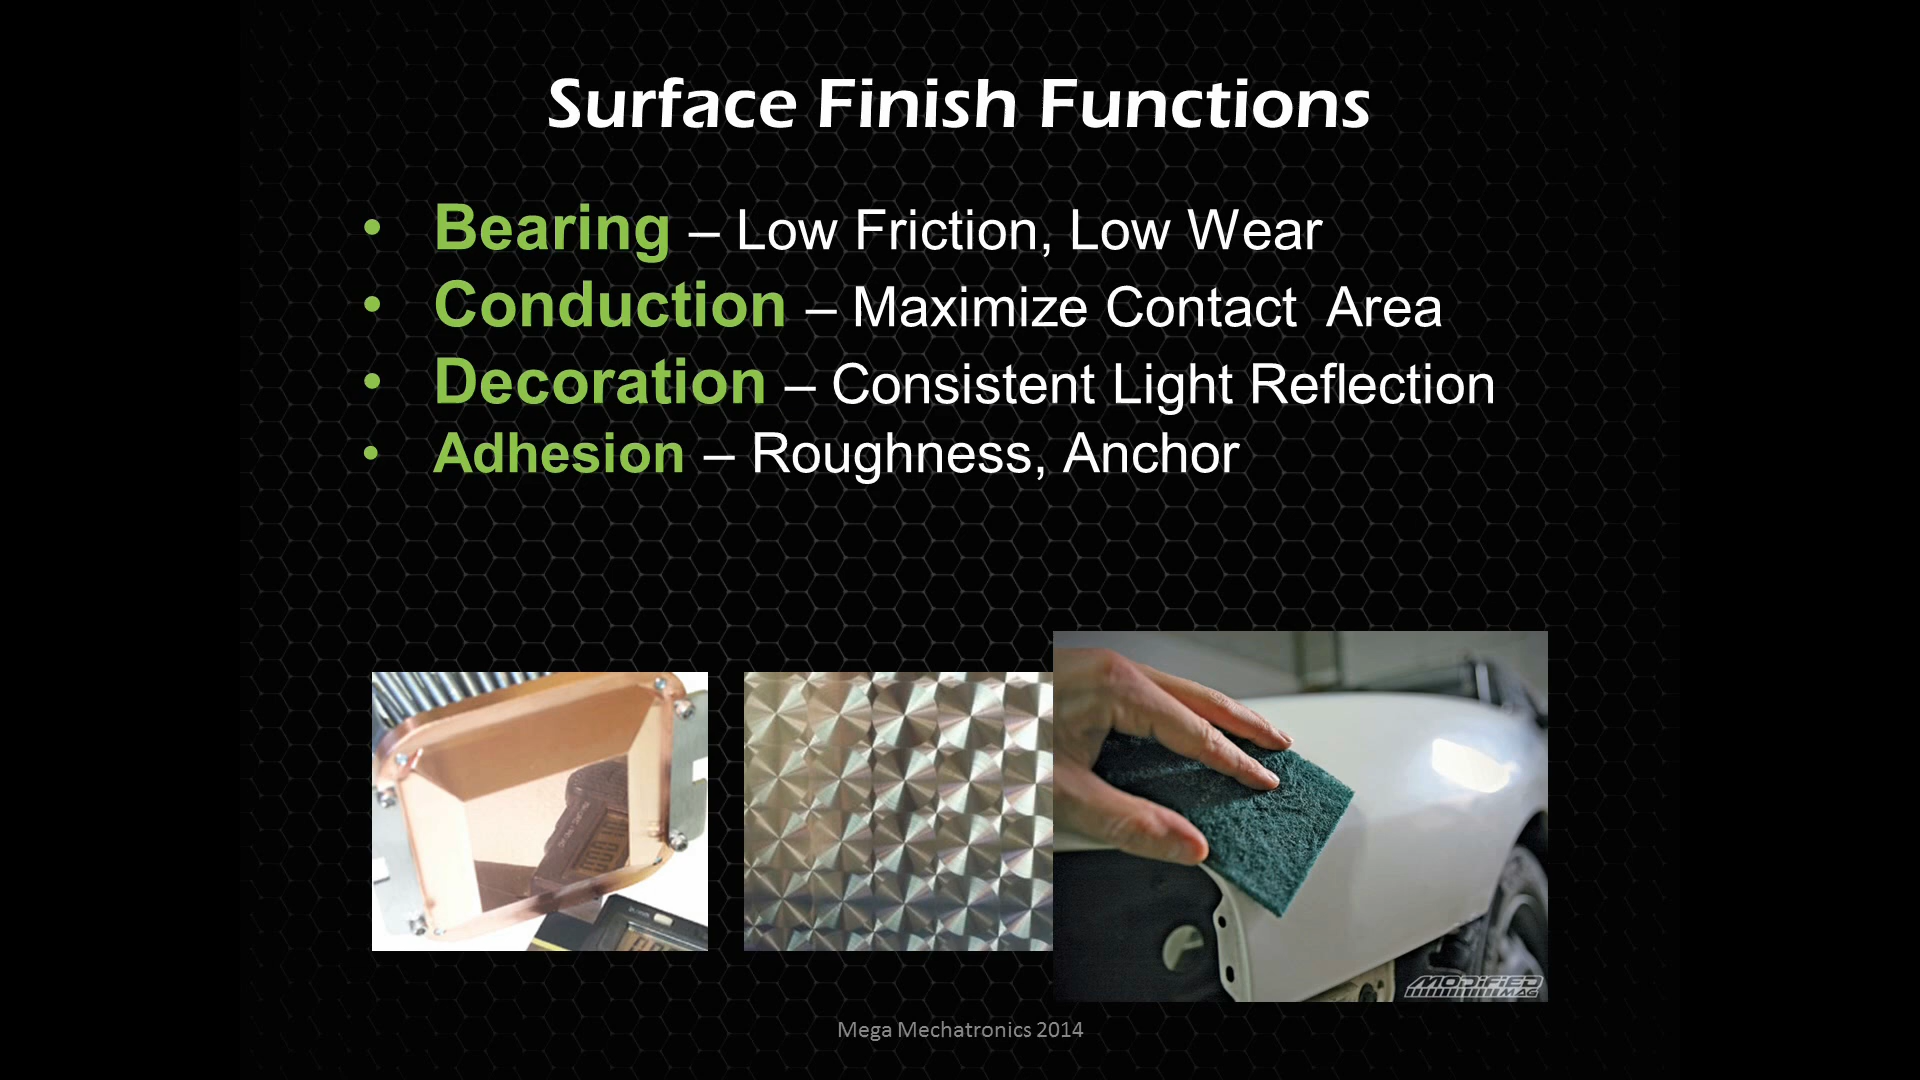 Surface Finish Functions
• Bearing – Low Friction, Low Wear
• Conduction – Maximize Contact  Area
• Decoration – Consistent Light Reflection
• Adhesion – Roughness, Anchor
MODIFIED
MAG
Mega Mechatronics 2014